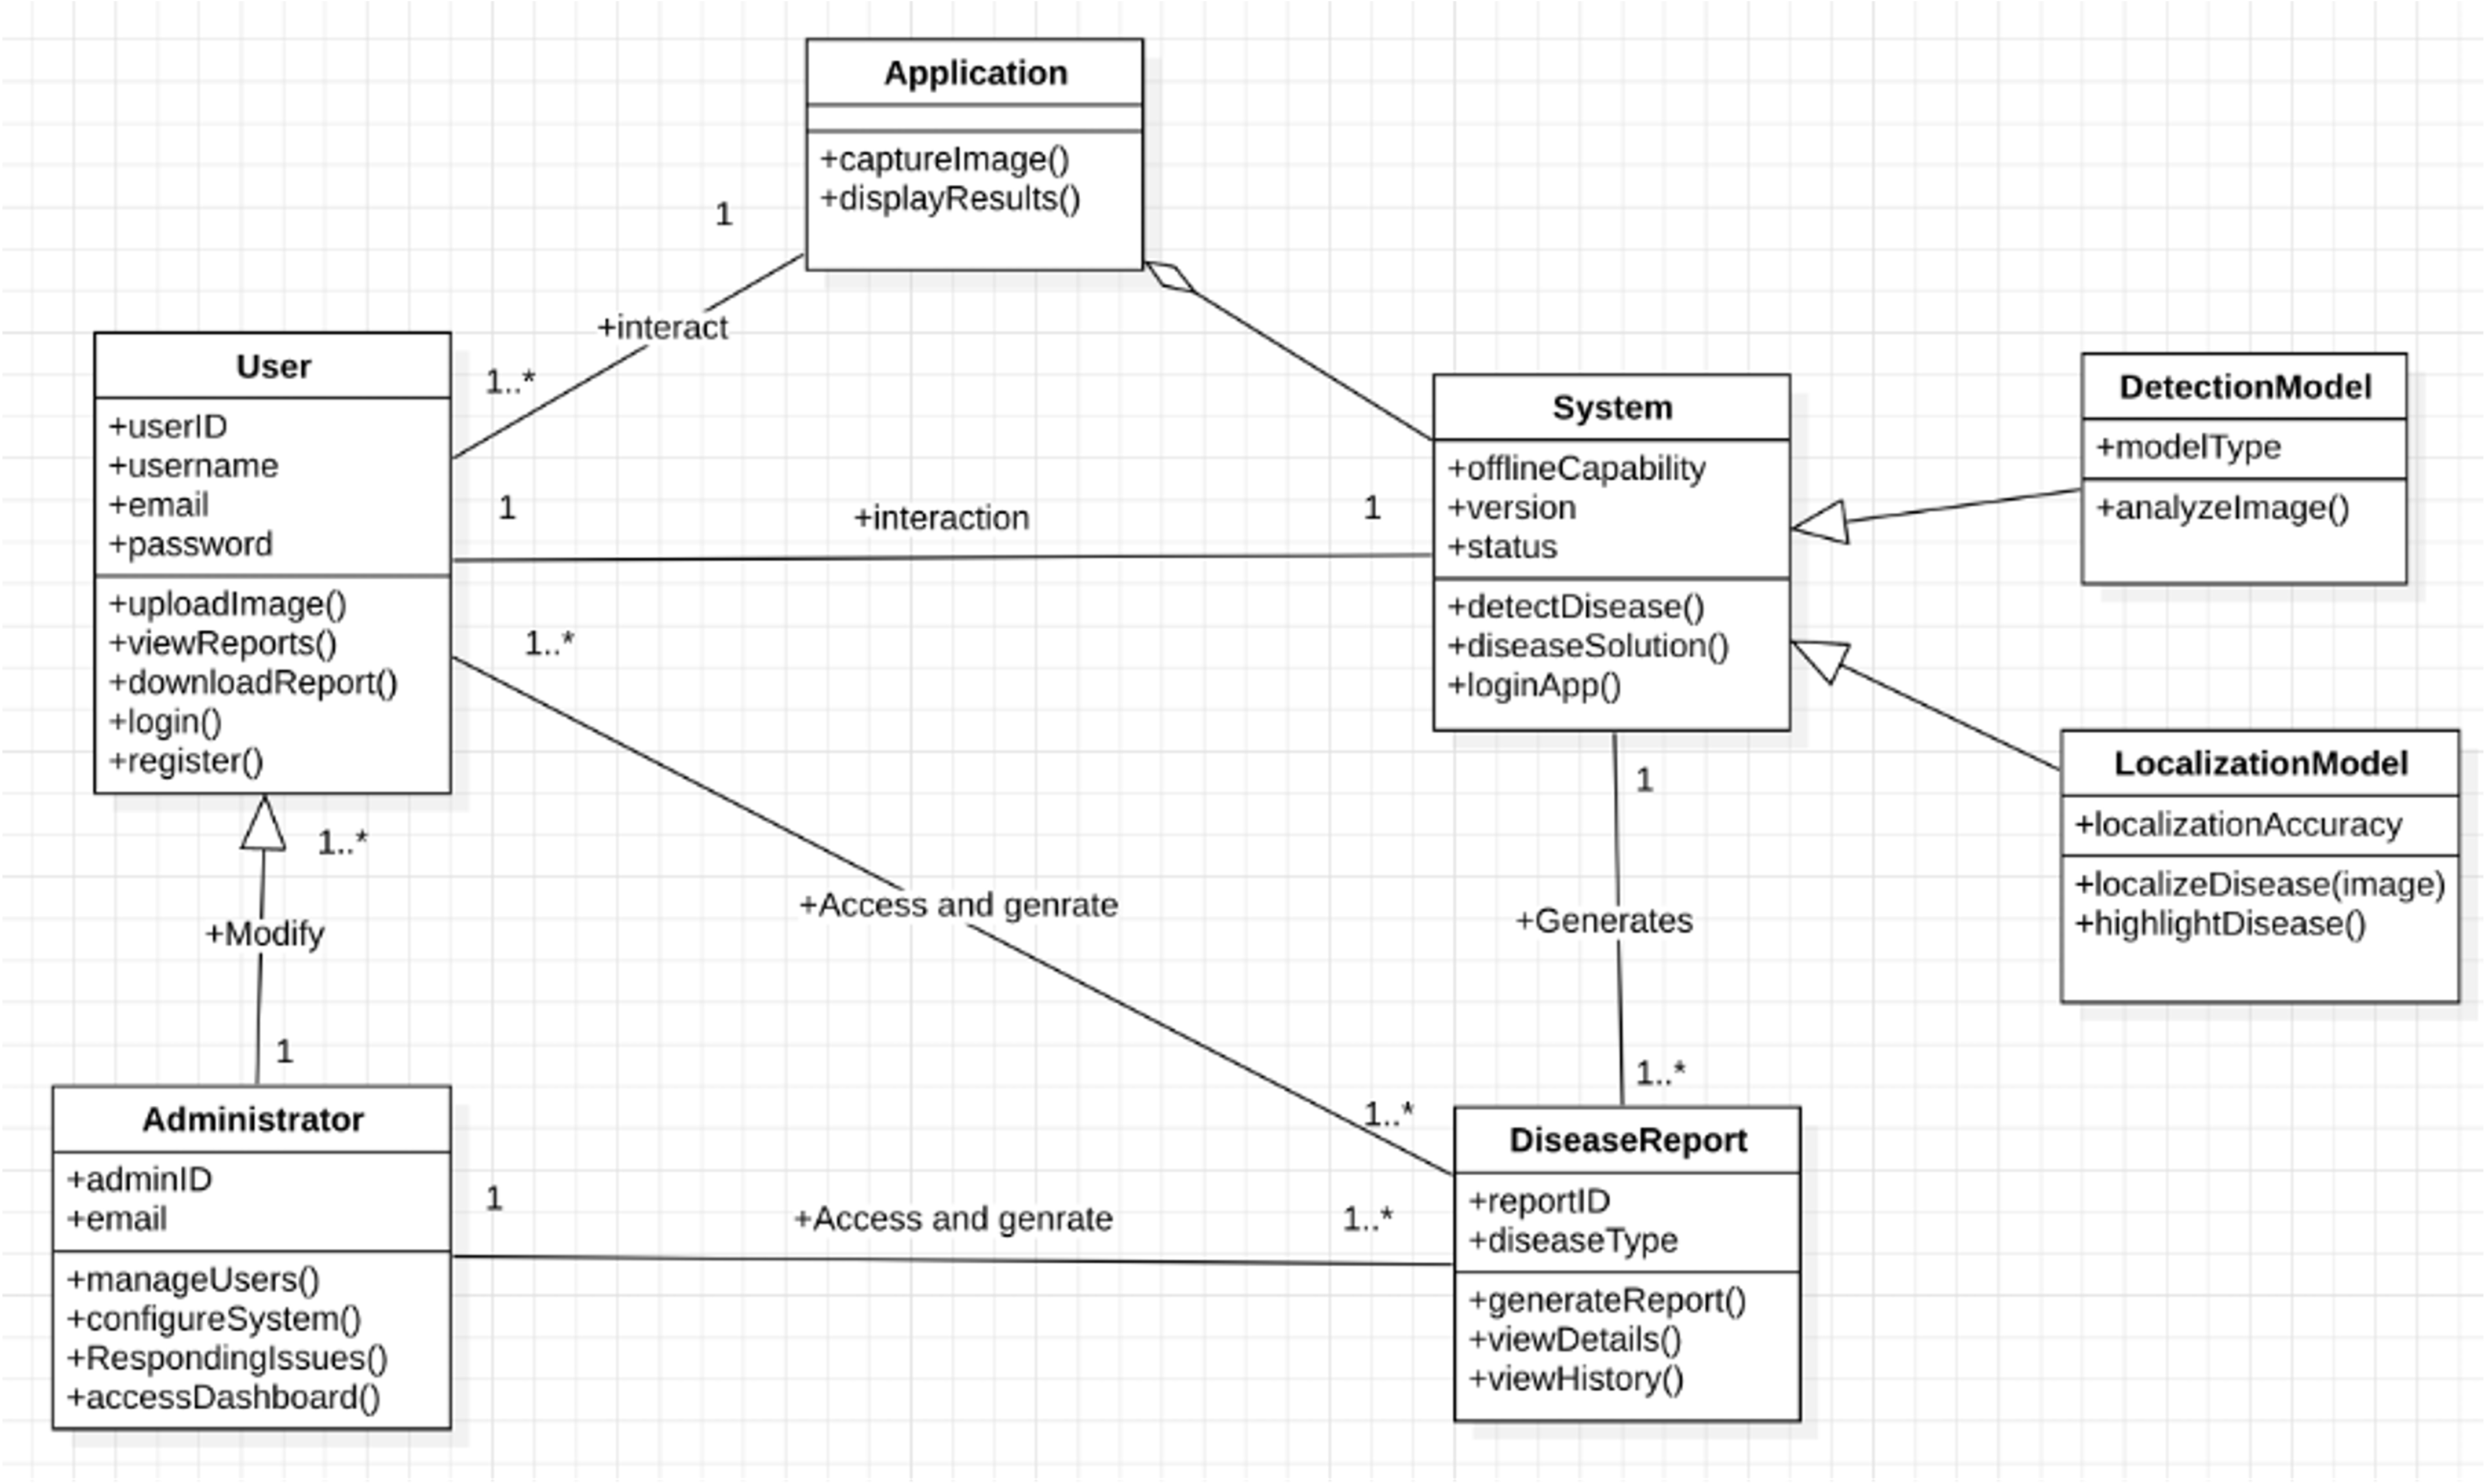 Application
+captureImage()
+displayResults()
1
+interact
1..*
User
+userID
+username
+email
+password
+uploadImage()
+viewReports()
+downloadReport()
+login()
+register()
1
+interaction
1
System
+offlineCapability
+version
+status
+detectDisease()
+diseaseSolution()
+loginApp()
DetectionModel
+modelType
+analyzeImage()
LocalizationModel
+localizationAccuracy
+localizeDisease(image)
+highlightDisease()
1..*
+Access and genrate
1..*
1
+Generates
1..*
1..*
+Modify
1
Administrator
+adminID
+email
+manageUsers()
+configureSystem()
+RespondingIssues()
+accessDashboard()
1
+Access and genrate
1..*
DiseaseReport
+reportID
+diseaseType
+generateReport()
+viewDetails()
+viewHistory()